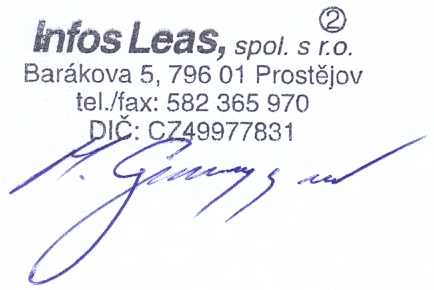 ②
Infos Leas, spol. s r.o.
Barákova 5, 796 01 Prostějov
tel./fax: 582 365 970
DIČ: CZ49977831